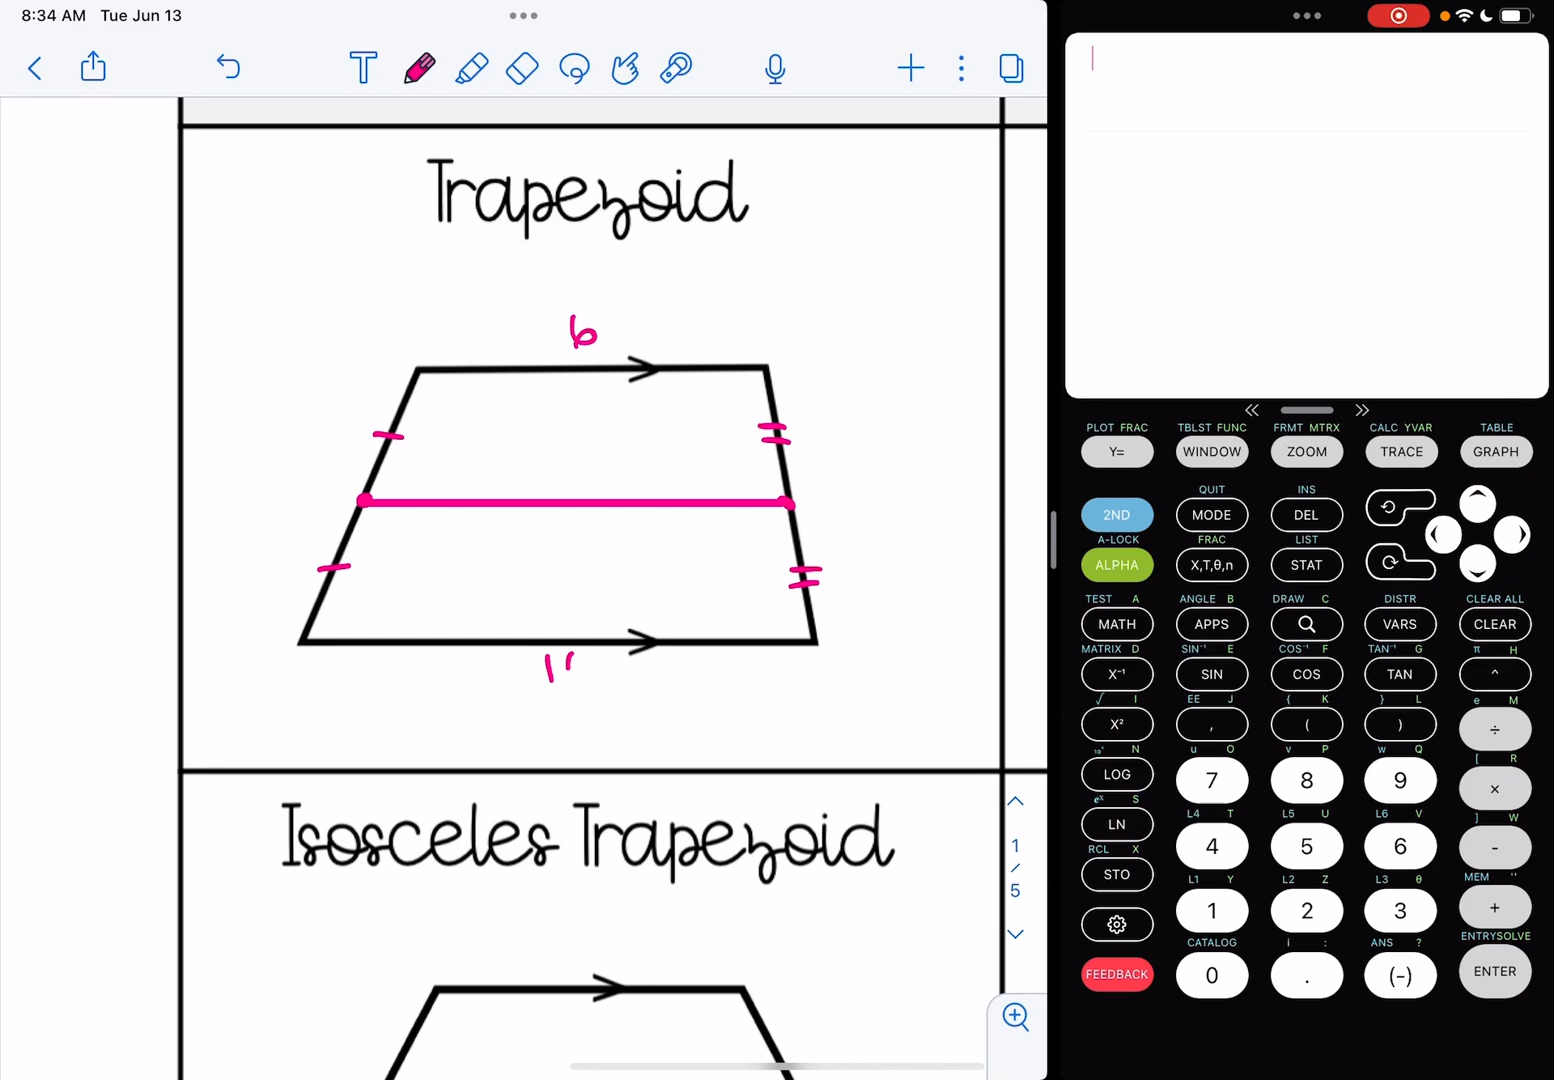 8:34 AM Tue Jun 13
T
Trapezoid
6
Isosceles Trapezoid
1
/
5
PLOT FRAC TBLST FUNC FRMT MTRX CALC YVAR TABLE
Y= WINDOW ZOOM TRACE GRAPH
QUIT INS
2ND MODE DEL
A-LOCK FRAC LIST
ALPHA X,T,θ,n STAT
TEST A ANGLE B DRAW C DISTR CLEAR ALL
MATH APPS VARS CLEAR
MATRIX D SIN⁻¹ E COS⁻¹ F TAN⁻¹ G π H
X⁻¹ SIN COS TAN ^
√ I EE J { K } L e M
X² , ( ) ÷
10ˣ N u O v P w Q [ R
LOG 7 8 9 ×
eˣ S L4 T L5 U L6 V ] W
LN 4 5 6 -
RCL X L1 Y L2 Z L3 θ MEM "
STO 1 2 3 +
CATALOG i : ANS ? ENTRY SOLVE
FEEDBACK 0 . (-) ENTER